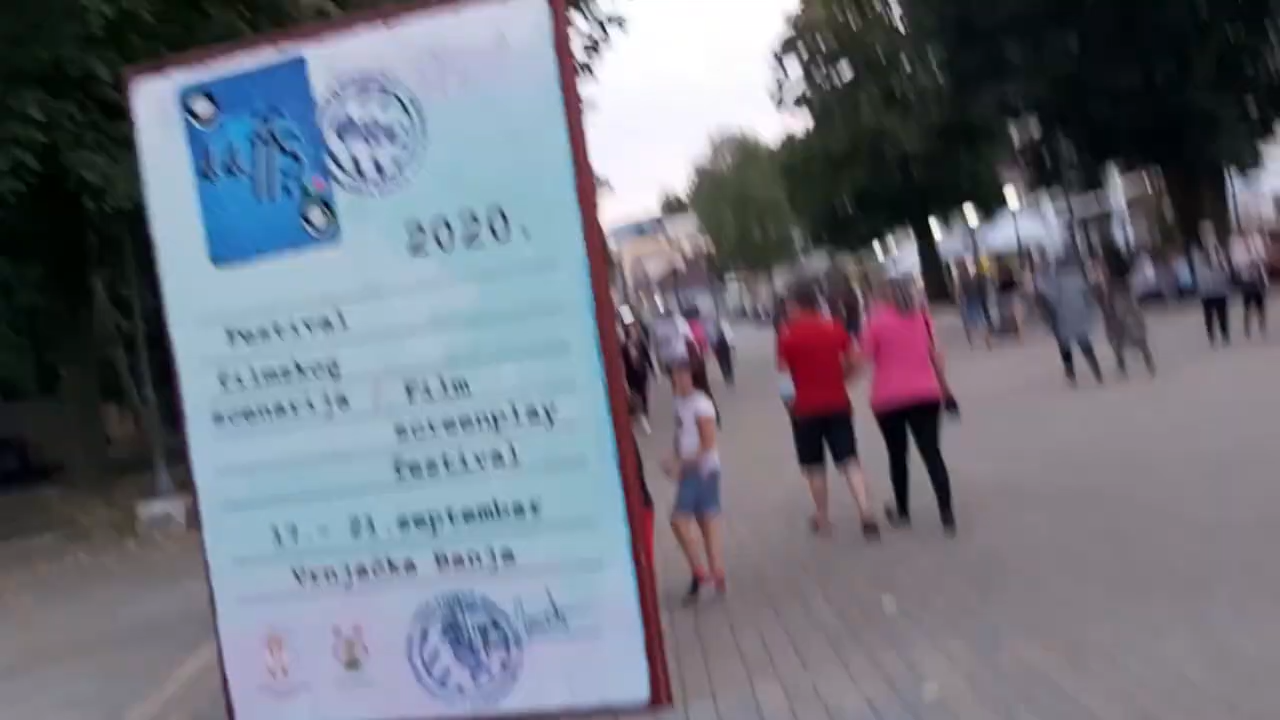 2020.
Festival
filmskog
scenarija / Film
screenplay
festival
17.- 21.septembar
Vrnjačka Banja